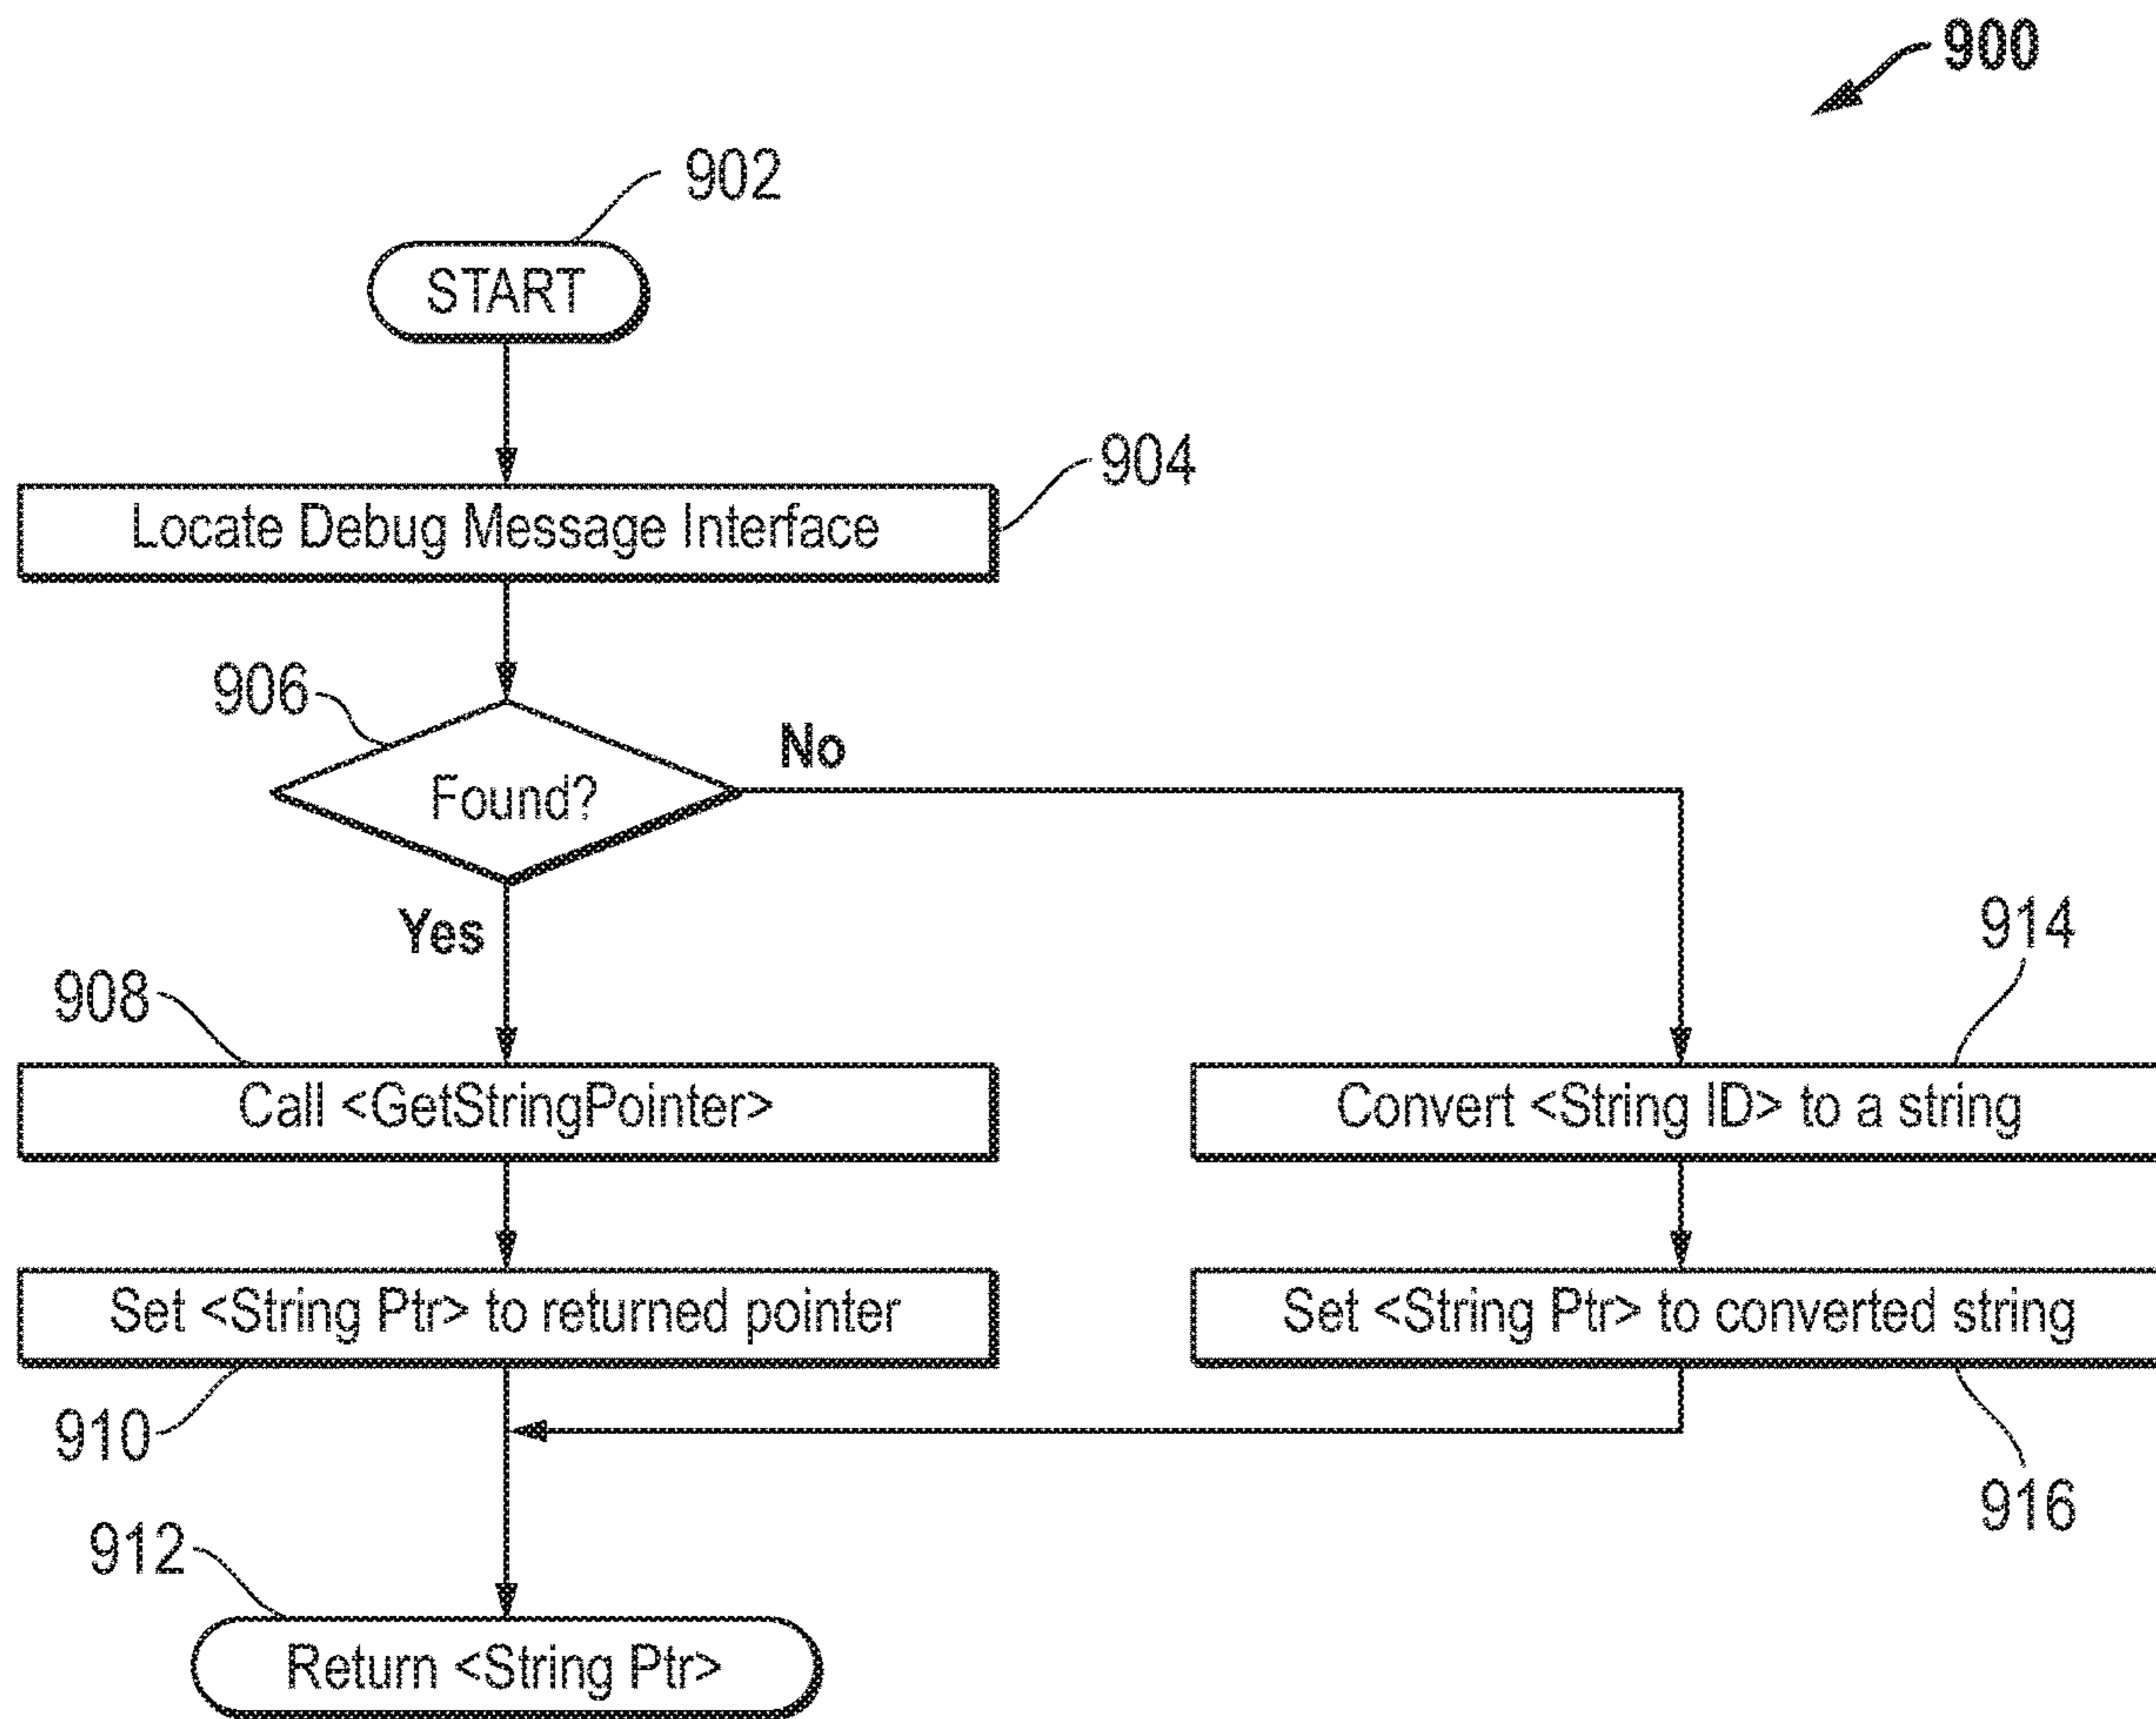 900
902
START
904
Locate Debug Message Interface
906
Found?
No
Yes
908
914
Call <GetStringPointer>
Convert <String ID> to a string
Set <String Ptr> to returned pointer
Set <String Ptr> to converted string
910
916
912
Return <String Ptr>